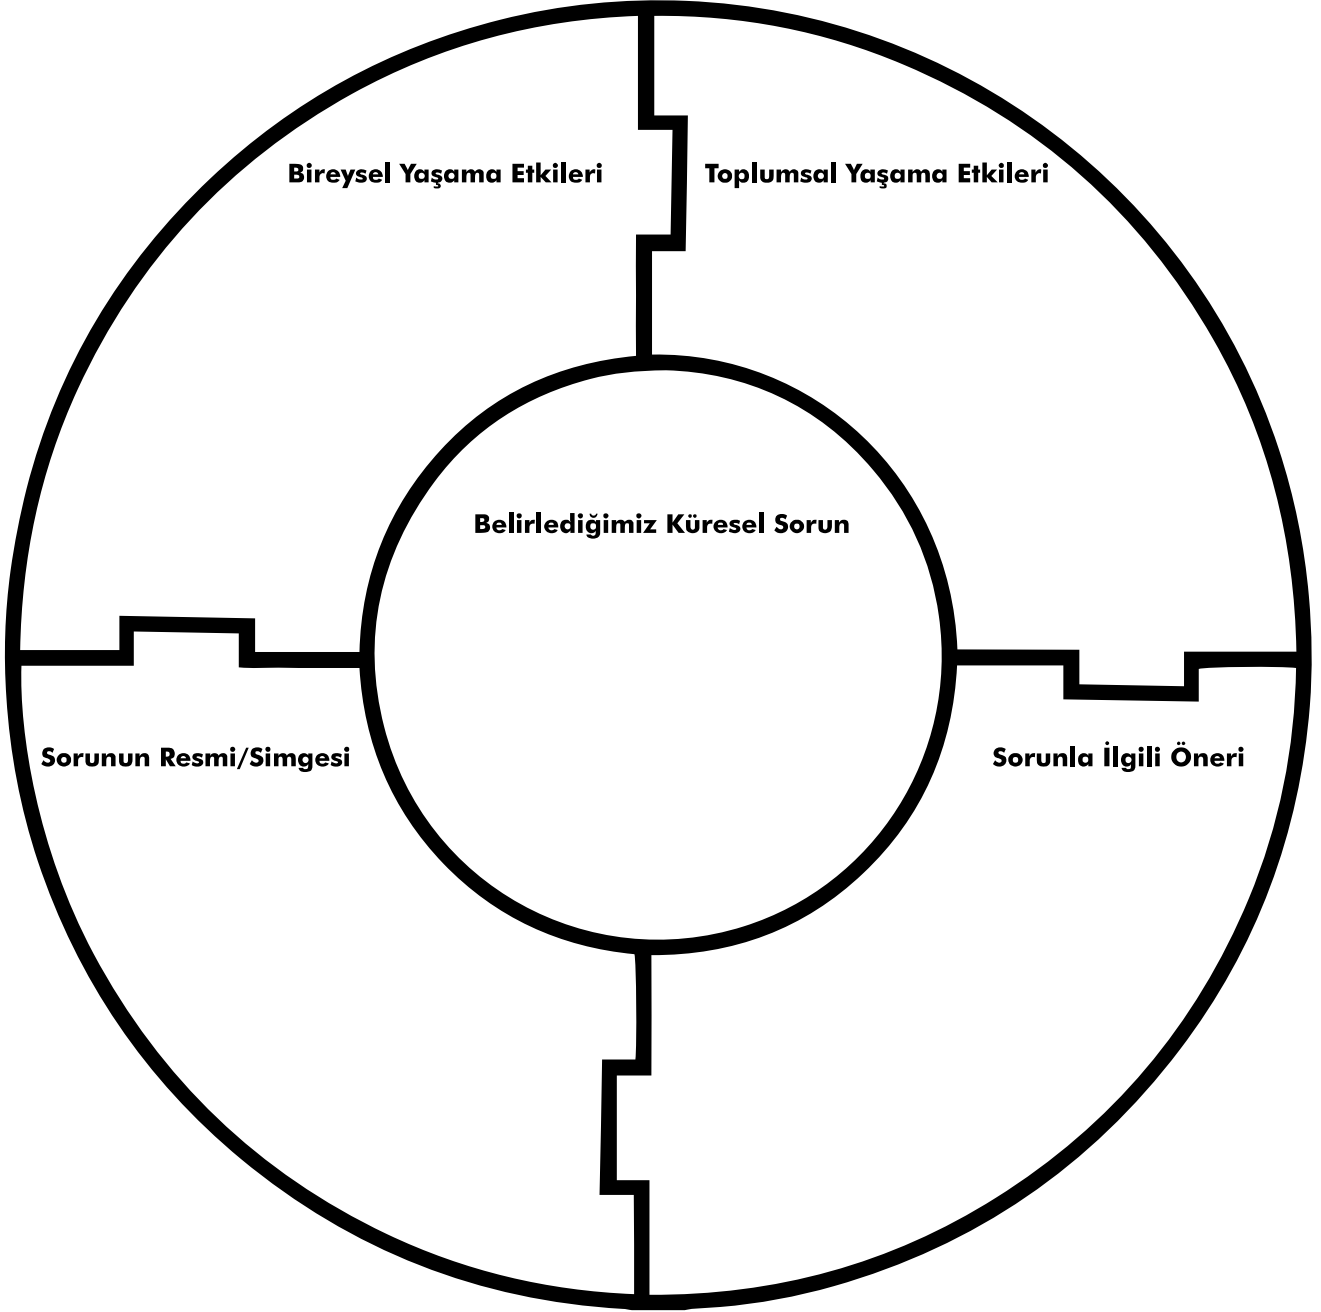 Bireysel Yaşama Etkileri
Toplumsal Yaşama Etkileri
Belirlediğimiz Küresel Sorun
Sorunun Resmi/Simgesi
Sorunla İlgili Öneri